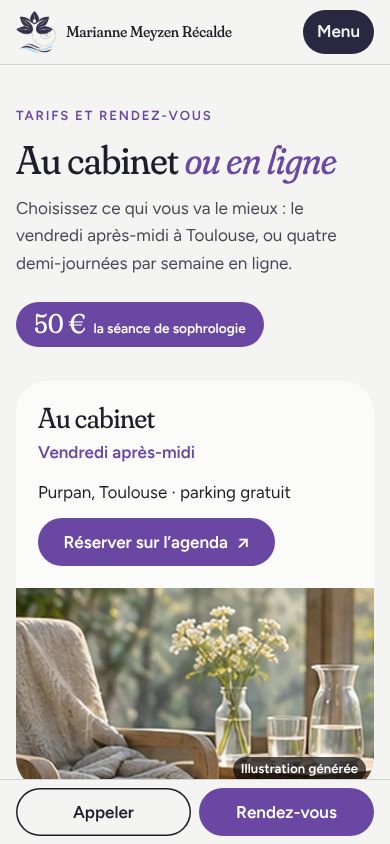 Marianne Meyzen Récalde
Menu
TARIFS ET RENDEZ-VOUS
Au cabinet ou en ligne
Choisissez ce qui vous va le mieux : le
vendredi après-midi à Toulouse, ou quatre
demi-journées par semaine en ligne.
50 € la séance de sophrologie
Au cabinet
Vendredi après-midi
Purpan, Toulouse · parking gratuit
Réserver sur l’agenda
Illustration générée
Appeler
Rendez-vous